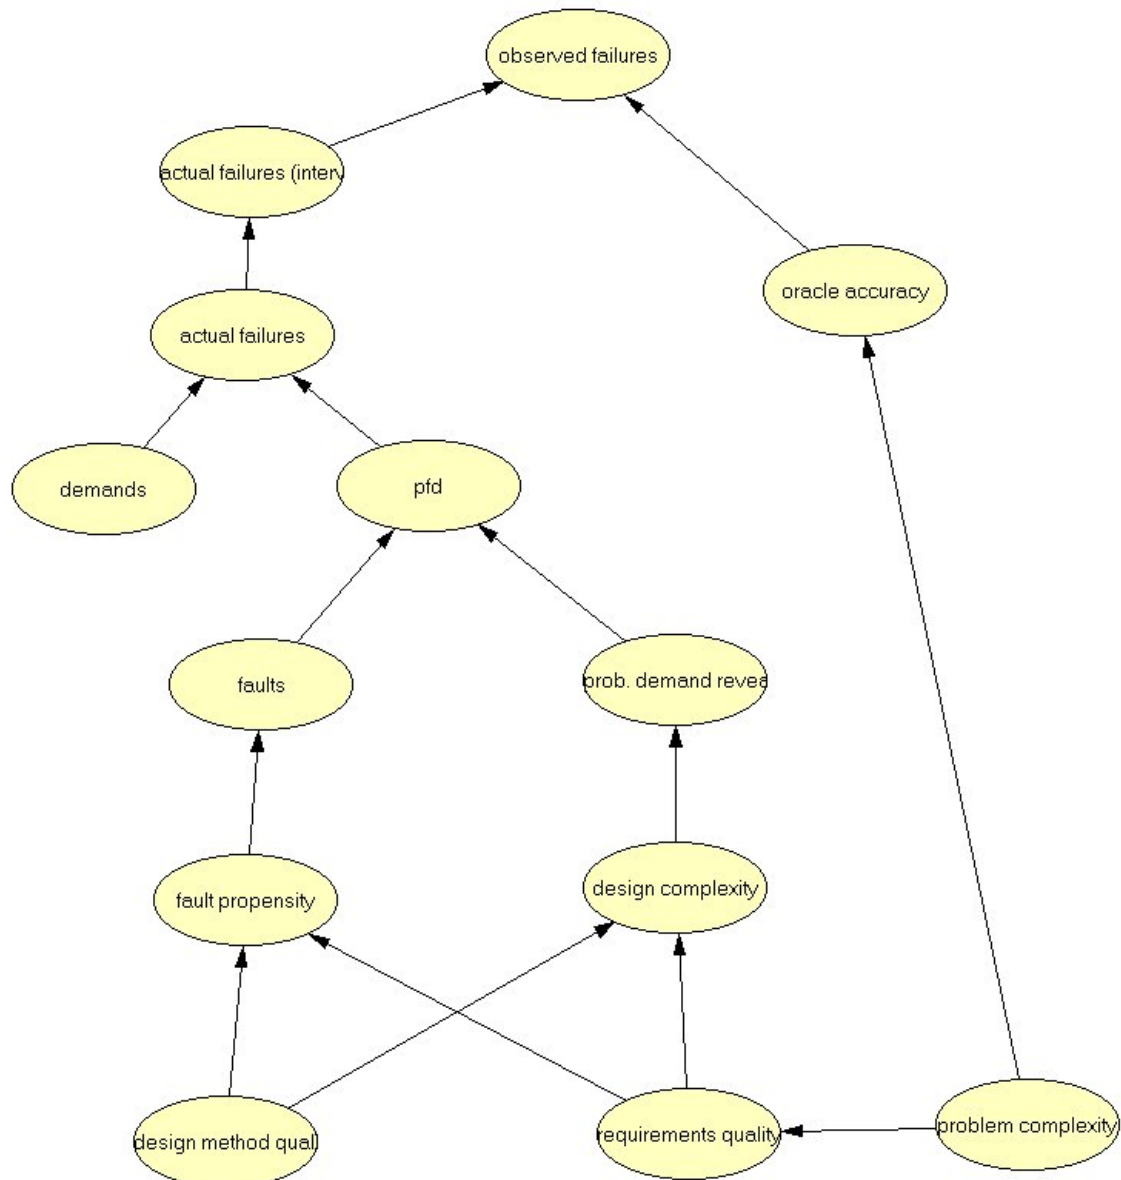 observed failures
actual failures (interv
oracle accuracy
actual failures
demands
pfd
faults
prob. demand revea
design complexity
fault propensity
design method quali
requirements quality
problem complexity